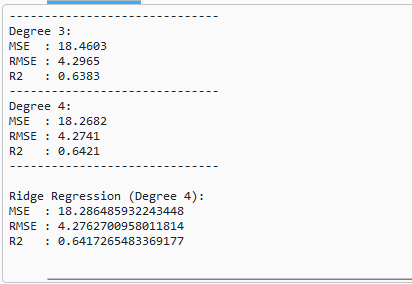 ------------------------------
Degree 3:
MSE  : 18.4603
RMSE : 4.2965
R2   : 0.6383
------------------------------
Degree 4:
MSE  : 18.2682
RMSE : 4.2741
R2   : 0.6421
------------------------------
Ridge Regression (Degree 4):
MSE  : 18.286485932243448
RMSE : 4.2762700958011814
R2   : 0.6417265483369177